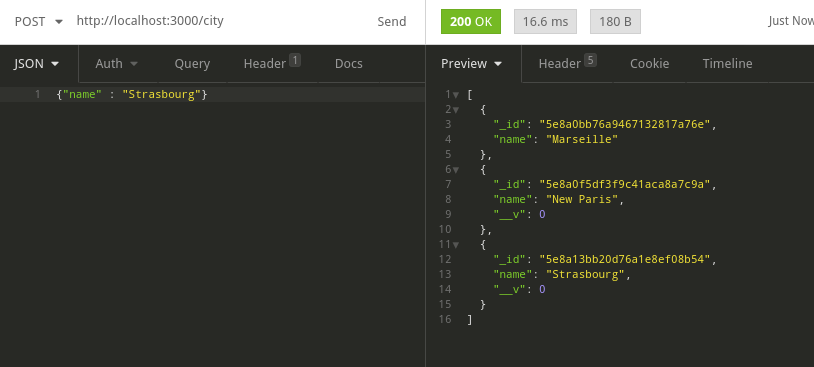 POST http://localhost:3000/city Send 200 OK 16.6 ms 180 B Just Now
JSON Auth Query Header 1 Docs Preview Header 5 Cookie Timeline
1 {"name" : "Strasbourg"}
1 [
2 {
3 "_id": "5e8a0bb76a9467132817a76e",
4 "name": "Marseille"
5 },
6 {
7 "_id": "5e8a0f5df3f9c41aca8a7c9a",
8 "name": "New Paris",
9 "__v": 0
10 },
11 {
12 "_id": "5e8a13bb20d76a1e8ef08b54",
13 "name": "Strasbourg",
14 "__v": 0
15 }
16 ]